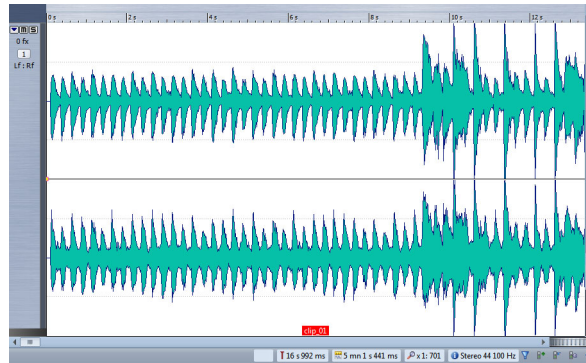 0 s 2 s 4 s 6 s 8 s 10 s 12 s
M S
0 fx
1
Lf : Rf
clip_01
16 s 992 ms 5 mn 1 s 441 ms x 1: 701 Stereo 44 100 Hz